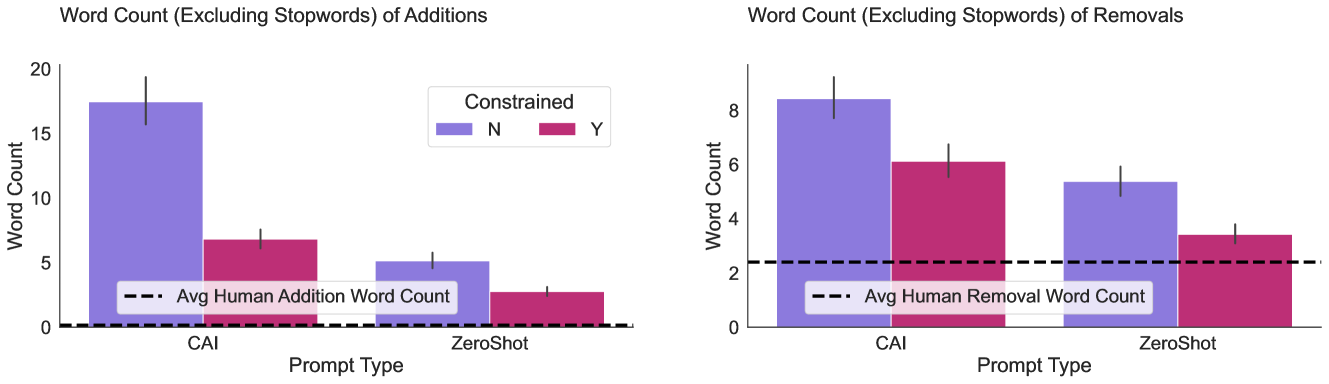 Word Count (Excluding Stopwords) of Additions
20
15
10
5
0
Word Count
Constrained
N Y
Avg Human Addition Word Count
CAI ZeroShot
Prompt Type
Word Count (Excluding Stopwords) of Removals
8
6
4
2
0
Word Count
Avg Human Removal Word Count
CAI ZeroShot
Prompt Type